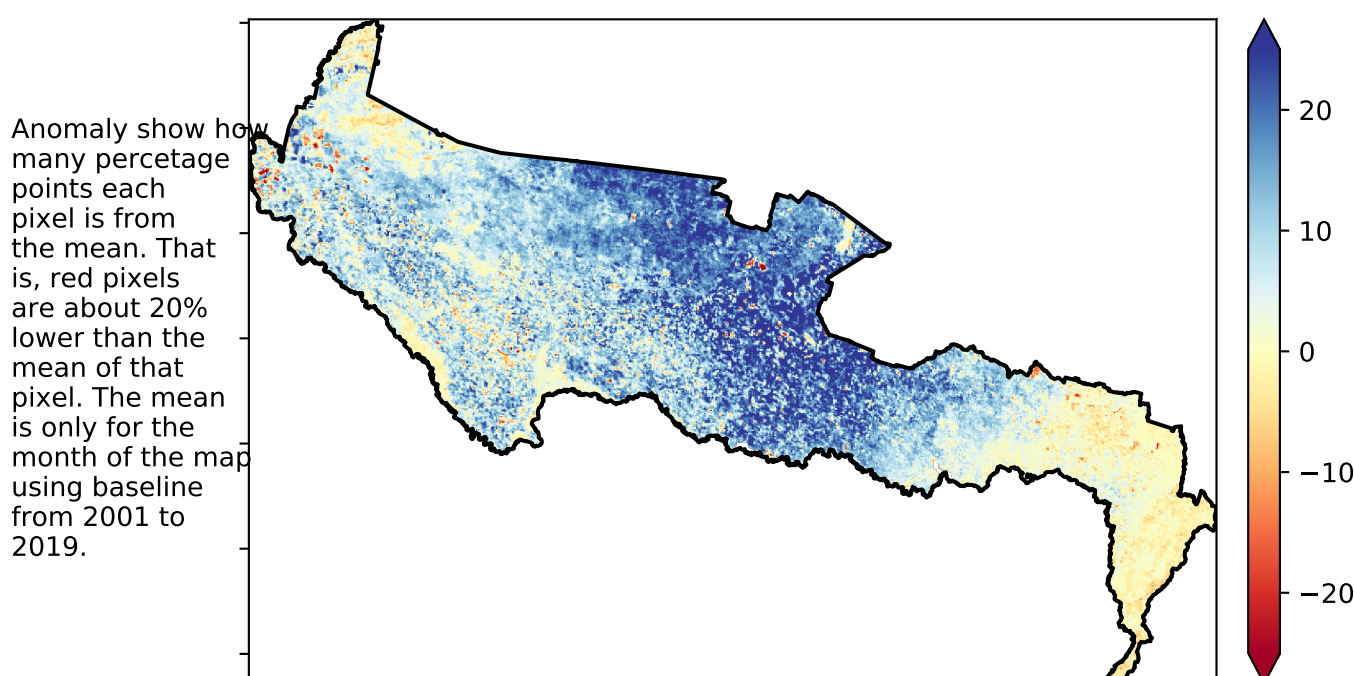 Anomaly show how
many percetage
points each
pixel is from
the mean. That
is, red pixels
are about 20%
lower than the
mean of that
pixel. The mean
is only for the
month of the map
using baseline
from 2001 to
2019.
20
10
0
−10
−20